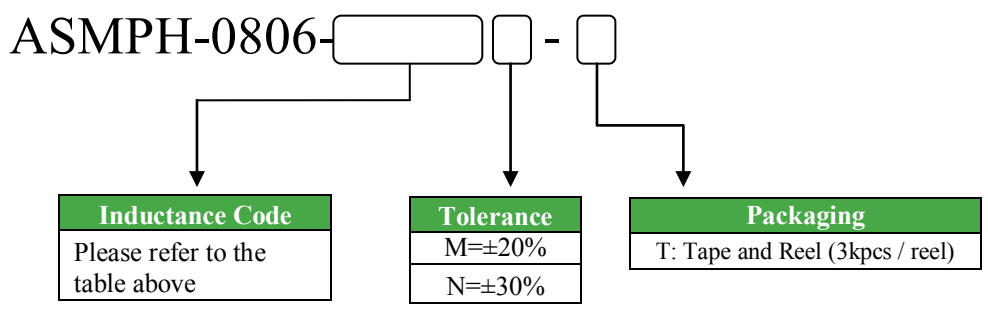 ASMPH-0806- -
Inductance Code
Please refer to the
table above
Tolerance
M=±20%
N=±30%
Packaging
T: Tape and Reel (3kpcs / reel)